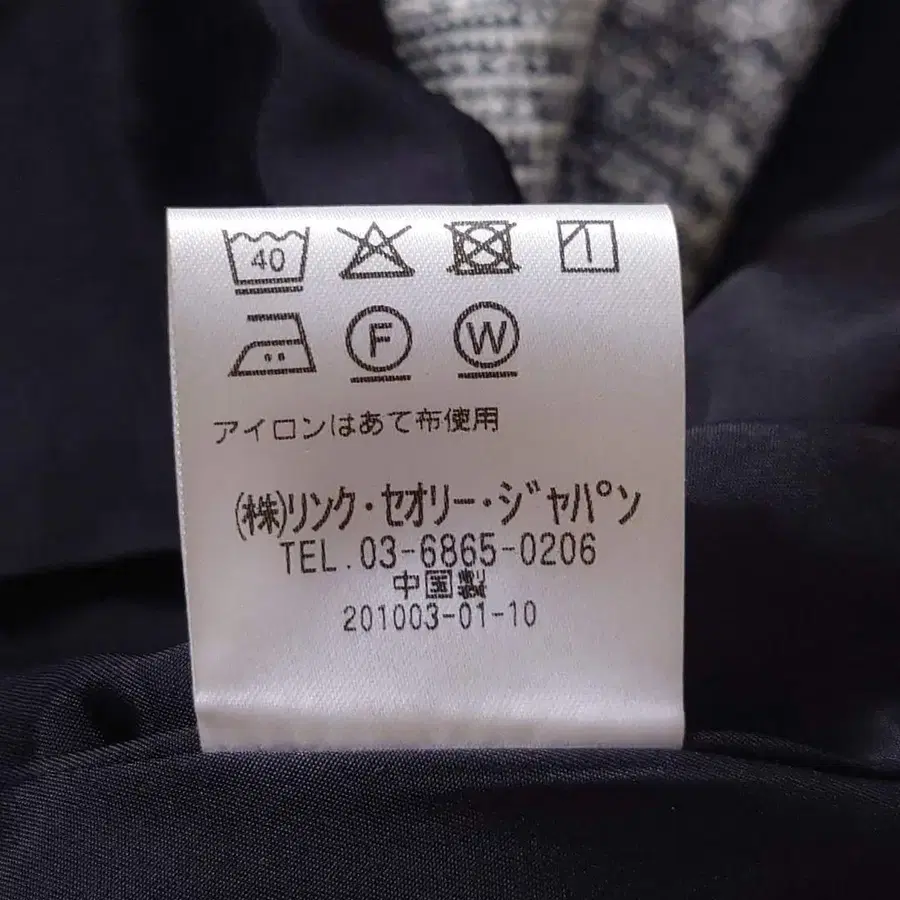 40
F W
アイロンはあて布使用
(株)リンク・セオリー・ジャパン
TEL.03-6865-0206
中国製
201003-01-10